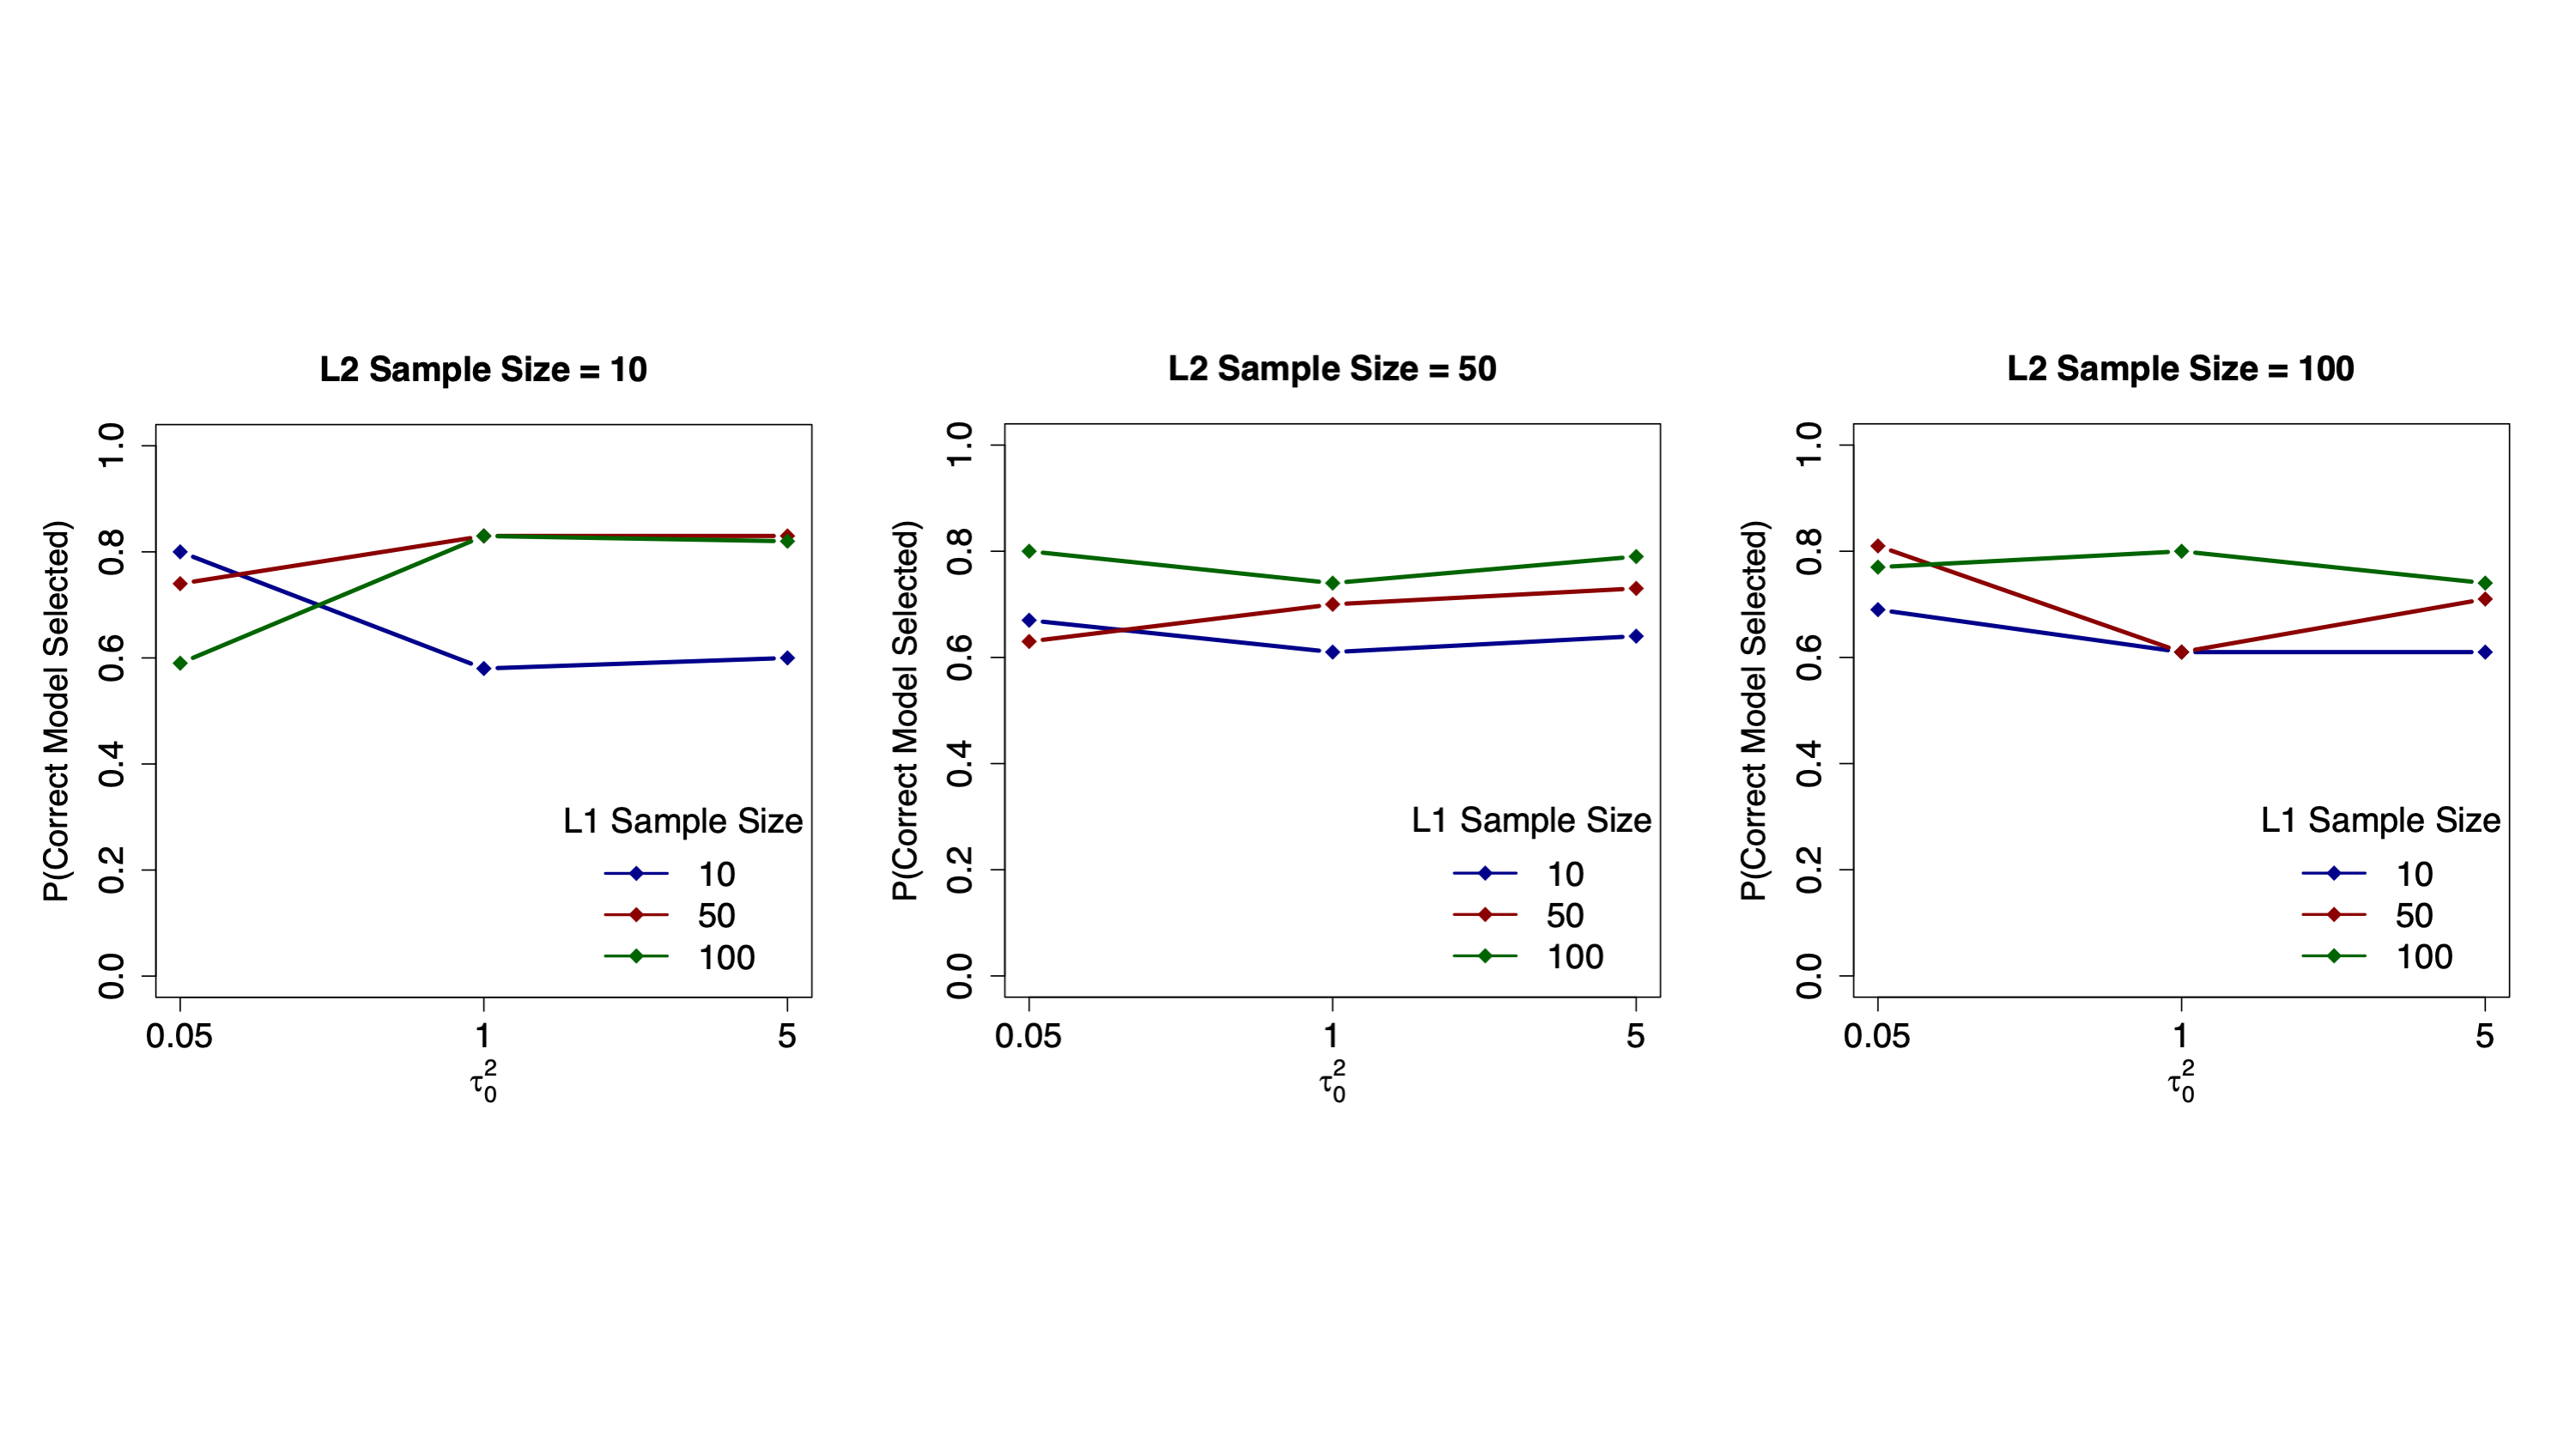 L2 Sample Size = 10
P(Correct Model Selected)
1.0
0.8
0.6
0.4
0.2
0.0
L1 Sample Size
10
50
100
0.05 1 5
τ₀²
L2 Sample Size = 50
P(Correct Model Selected)
1.0
0.8
0.6
0.4
0.2
0.0
L1 Sample Size
10
50
100
0.05 1 5
τ₀²
L2 Sample Size = 100
P(Correct Model Selected)
1.0
0.8
0.6
0.4
0.2
0.0
L1 Sample Size
10
50
100
0.05 1 5
τ₀²